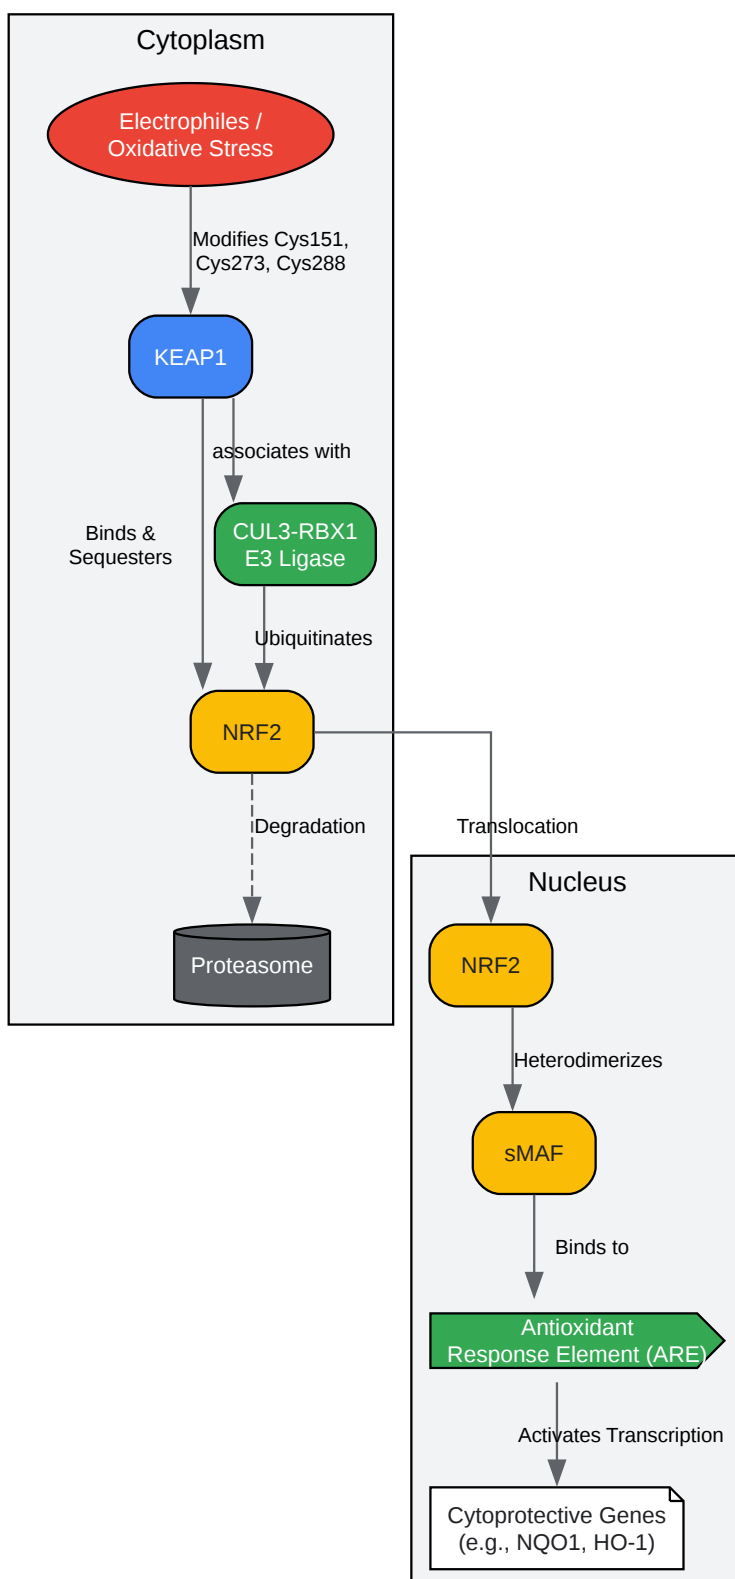 Cytoplasm
Electrophiles /
Oxidative Stress
Modifies Cys151,
Cys273, Cys288
KEAP1
associates with
Binds &
Sequesters
CUL3-RBX1
E3 Ligase
Ubiquitinates
NRF2
Degradation
Translocation
Proteasome
Nucleus
NRF2
Heterodimerizes
sMAF
Binds to
Antioxidant
Response Element (ARE)
Activates Transcription
Cytoprotective Genes
(e.g., NQO1, HO-1)